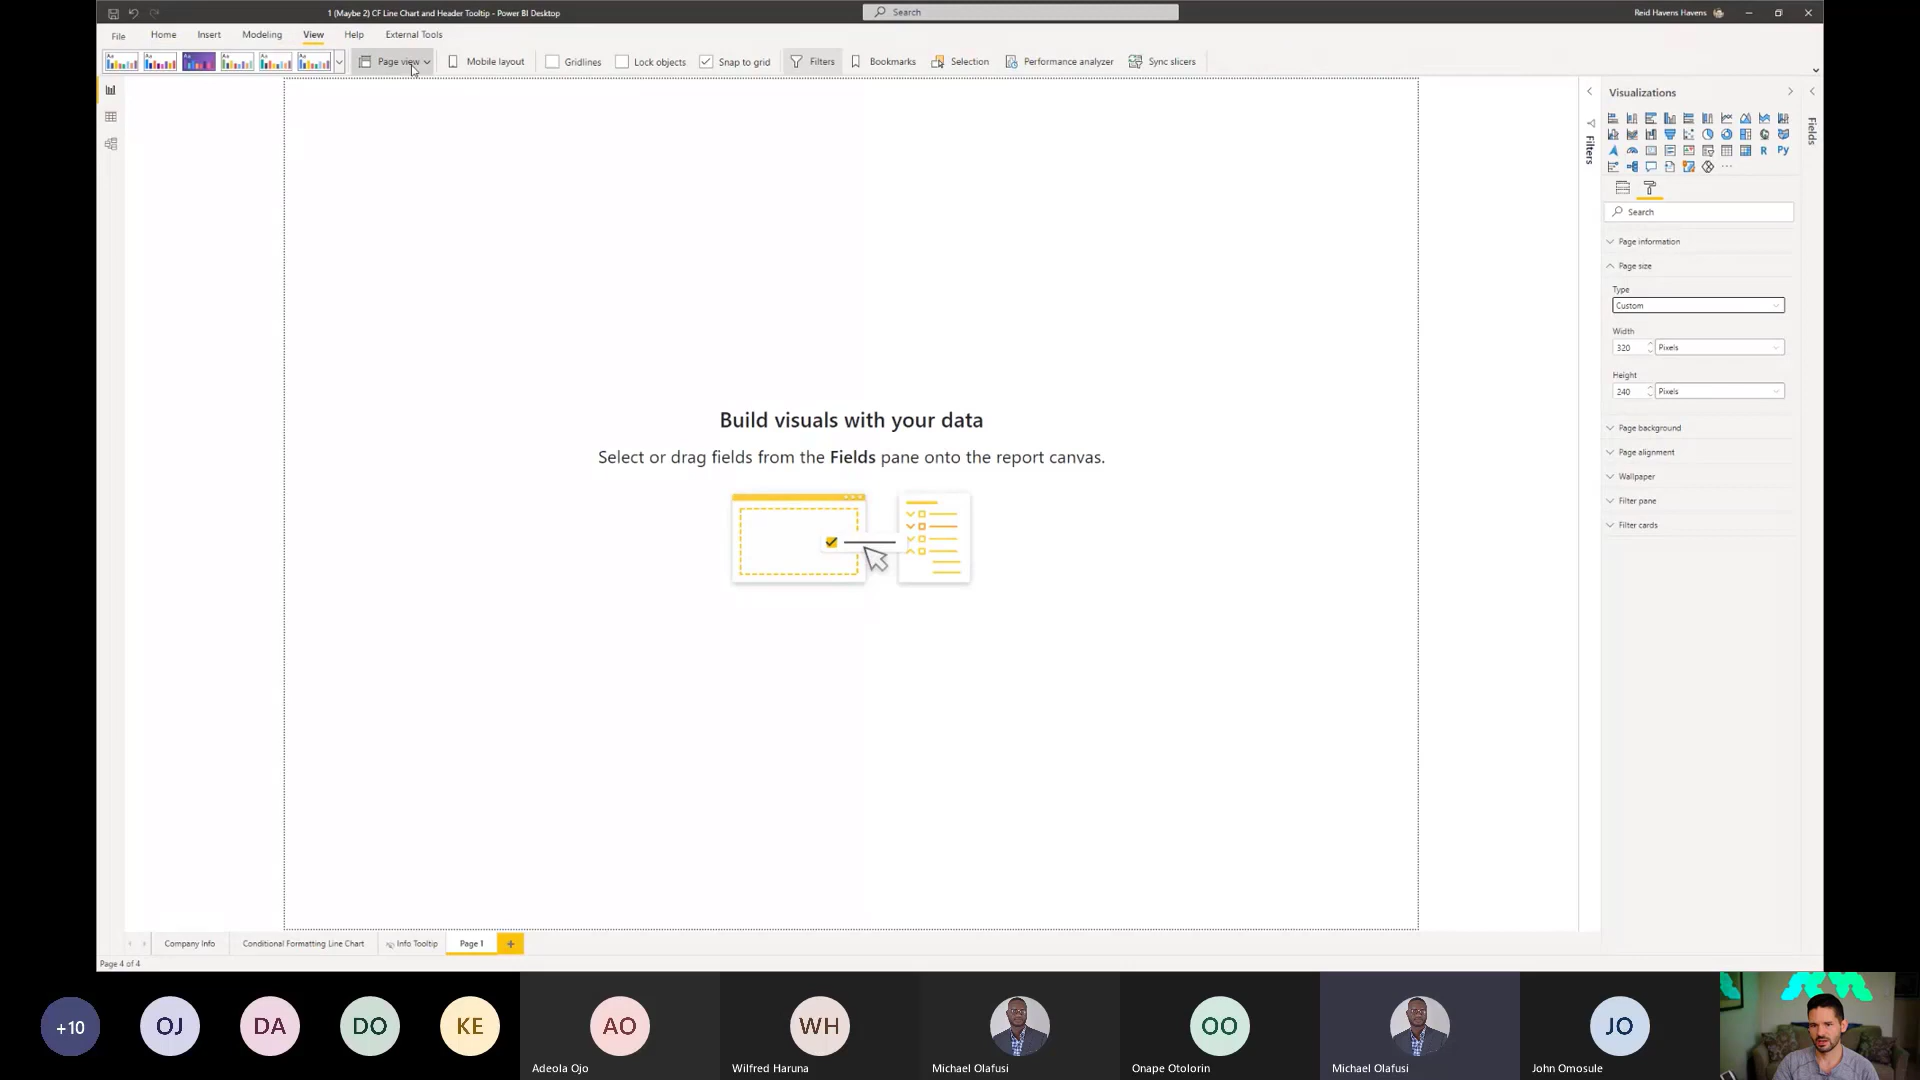 1 (Maybe 2) CF Line Chart and Header Tooltip - Power BI Desktop
Search
Reid Havens Havens
File
Home
Insert
Modeling
View
Help
External Tools
Page view
Mobile layout
Gridlines
Lock objects
Snap to grid
Filters
Bookmarks
Selection
Performance analyzer
Sync slicers
Visualizations
Filters
Fields
R
Py
Search
Page information
Page size
Type
Custom
Width
320
Pixels
Height
240
Pixels
Page background
Page alignment
Wallpaper
Filter pane
Filter cards
Build visuals with your data
Select or drag fields from the Fields pane onto the report canvas.
Company Info
Conditional Formatting Line Chart
Info Tooltip
Page 1
Page 4 of 4
+10
OJ
DA
DO
KE
AO
WH
OO
JO
Adeola Ojo
Wilfred Haruna
Michael Olafusi
Onape Otolorin
Michael Olafusi
John Omosule